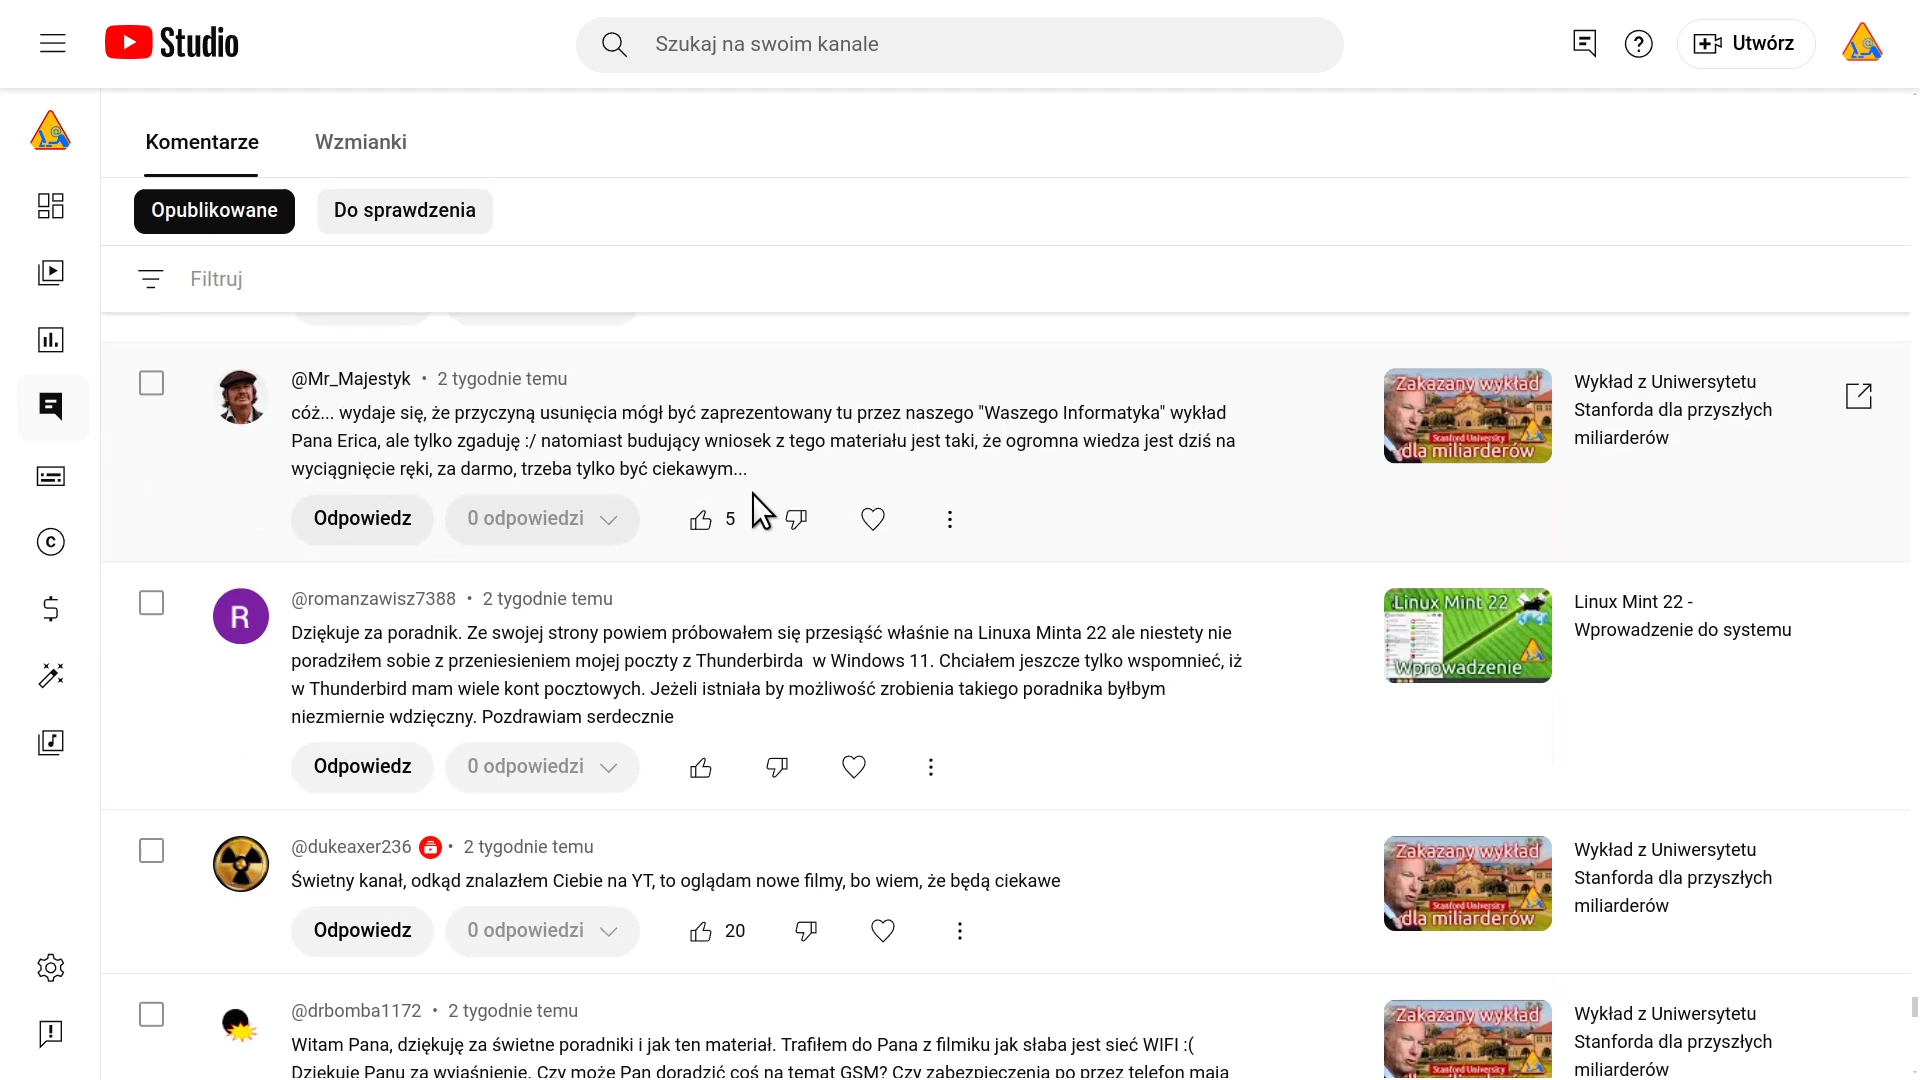 Studio
Szukaj na swoim kanale
Utwórz
Komentarze
Wzmianki
Opublikowane
Do sprawdzenia
Filtruj
@Mr_Majestyk • 2 tygodnie temu
cóż... wydaje się, że przyczyną usunięcia mógł być zaprezentowany tu przez naszego "Waszego Informatyka" wykład
Pana Erica, ale tylko zgaduję :/ natomiast budujący wniosek z tego materiału jest taki, że ogromna wiedza jest dziś na
wyciągnięcie ręki, za darmo, trzeba tylko być ciekawym...
Odpowiedz
0 odpowiedzi
5
Zakazany wykład
Stanford University
dla miliarderów
Wykład z Uniwersytetu
Stanforda dla przyszłych
miliarderów
R
@romanzawisz7388 • 2 tygodnie temu
Dziękuje za poradnik. Ze swojej strony powiem próbowałem się przesiąść właśnie na Linuxa Minta 22 ale niestety nie
poradziłem sobie z przeniesieniem mojej poczty z Thunderbirda w Windows 11. Chciałem jeszcze tylko wspomnieć, iż
w Thunderbird mam wiele kont pocztowych. Jeżeli istniała by możliwość zrobienia takiego poradnika byłbym
niezmiernie wdzięczny. Pozdrawiam serdecznie
Odpowiedz
0 odpowiedzi
Linux Mint 22
Wprowadzenie
Linux Mint 22 -
Wprowadzenie do systemu
@dukeaxer236 • 2 tygodnie temu
Świetny kanał, odkąd znalazłem Ciebie na YT, to oglądam nowe filmy, bo wiem, że będą ciekawe
Odpowiedz
0 odpowiedzi
20
Zakazany wykład
Stanford University
dla miliarderów
Wykład z Uniwersytetu
Stanforda dla przyszłych
miliarderów
@drbomba1172 • 2 tygodnie temu
Witam Pana, dziękuję za świetne poradniki i jak ten materiał. Trafiłem do Pana z filmiku jak słaba jest sieć WIFI :(
Dziękuję Panu za wyjaśnienie. Czy może Pan doradzić coś na temat GSM? Czy zabezpieczenia po przez telefon mają
Zakazany wykład
Wykład z Uniwersytetu
Stanforda dla przyszłych
miliarderów